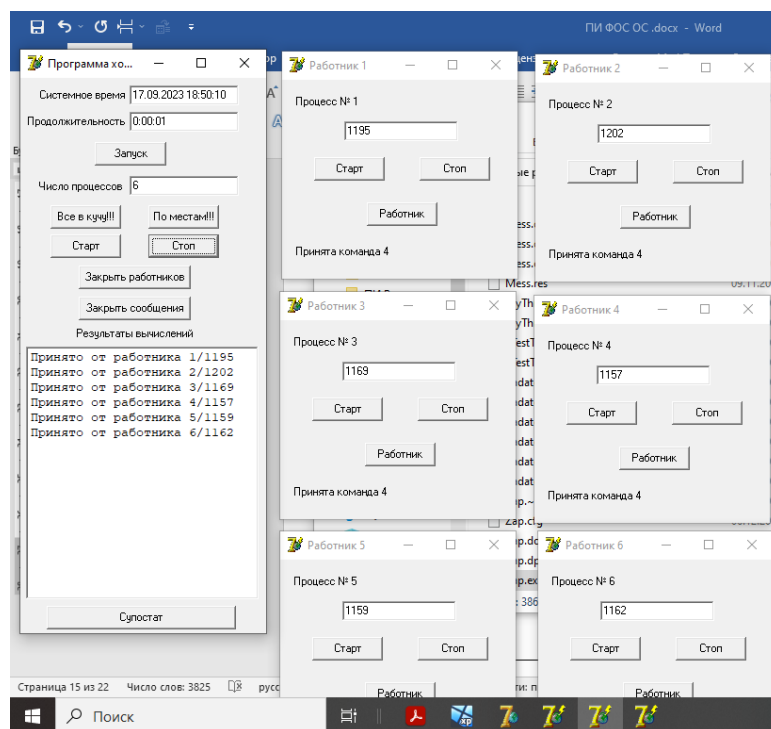 ПИ ФОС ОС .docx - Word
Программа хо...
Системное время 17.09.2023 18:50:10
Продолжительность 0:00:01
Запуск
Число процессов 6
Все в кучу!!! По местам!!!
Старт Стоп
Закрыть работников
Закрыть сообщения
Результаты вычислений
Принято от работника 1/1195
Принято от работника 2/1202
Принято от работника 3/1169
Принято от работника 4/1157
Принято от работника 5/1159
Принято от работника 6/1162
Супостат
Работник 1
Процесс № 1
1195
Старт Стоп
Работник
Принята команда 4
Работник 2
Процесс № 2
1202
Старт Стоп
Работник
Принята команда 4
Mess.res
Работник 3
Процесс № 3
1169
Старт Стоп
Работник
Принята команда 4
Работник 4
Процесс № 4
1157
Старт Стоп
Работник
Принята команда 4
Работник 5
Процесс № 5
1159
Старт Стоп
Работник
Работник 6
Процесс № 6
1162
Старт Стоп
Работник
Страница 15 из 22 Число слов: 3825 русс
Поиск